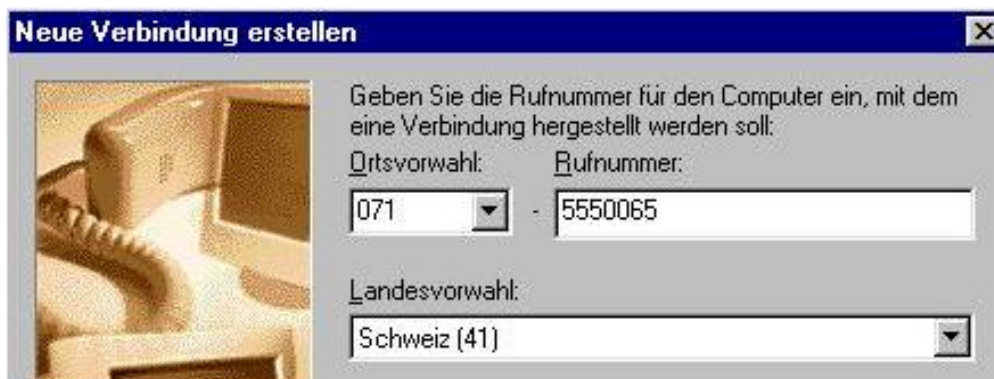 Neue Verbindung erstellen
Geben Sie die Rufnummer für den Computer ein, mit dem
eine Verbindung hergestellt werden soll:
Ortsvorwahl: Rufnummer:
071 - 5550065
Landesvorwahl:
Schweiz (41)